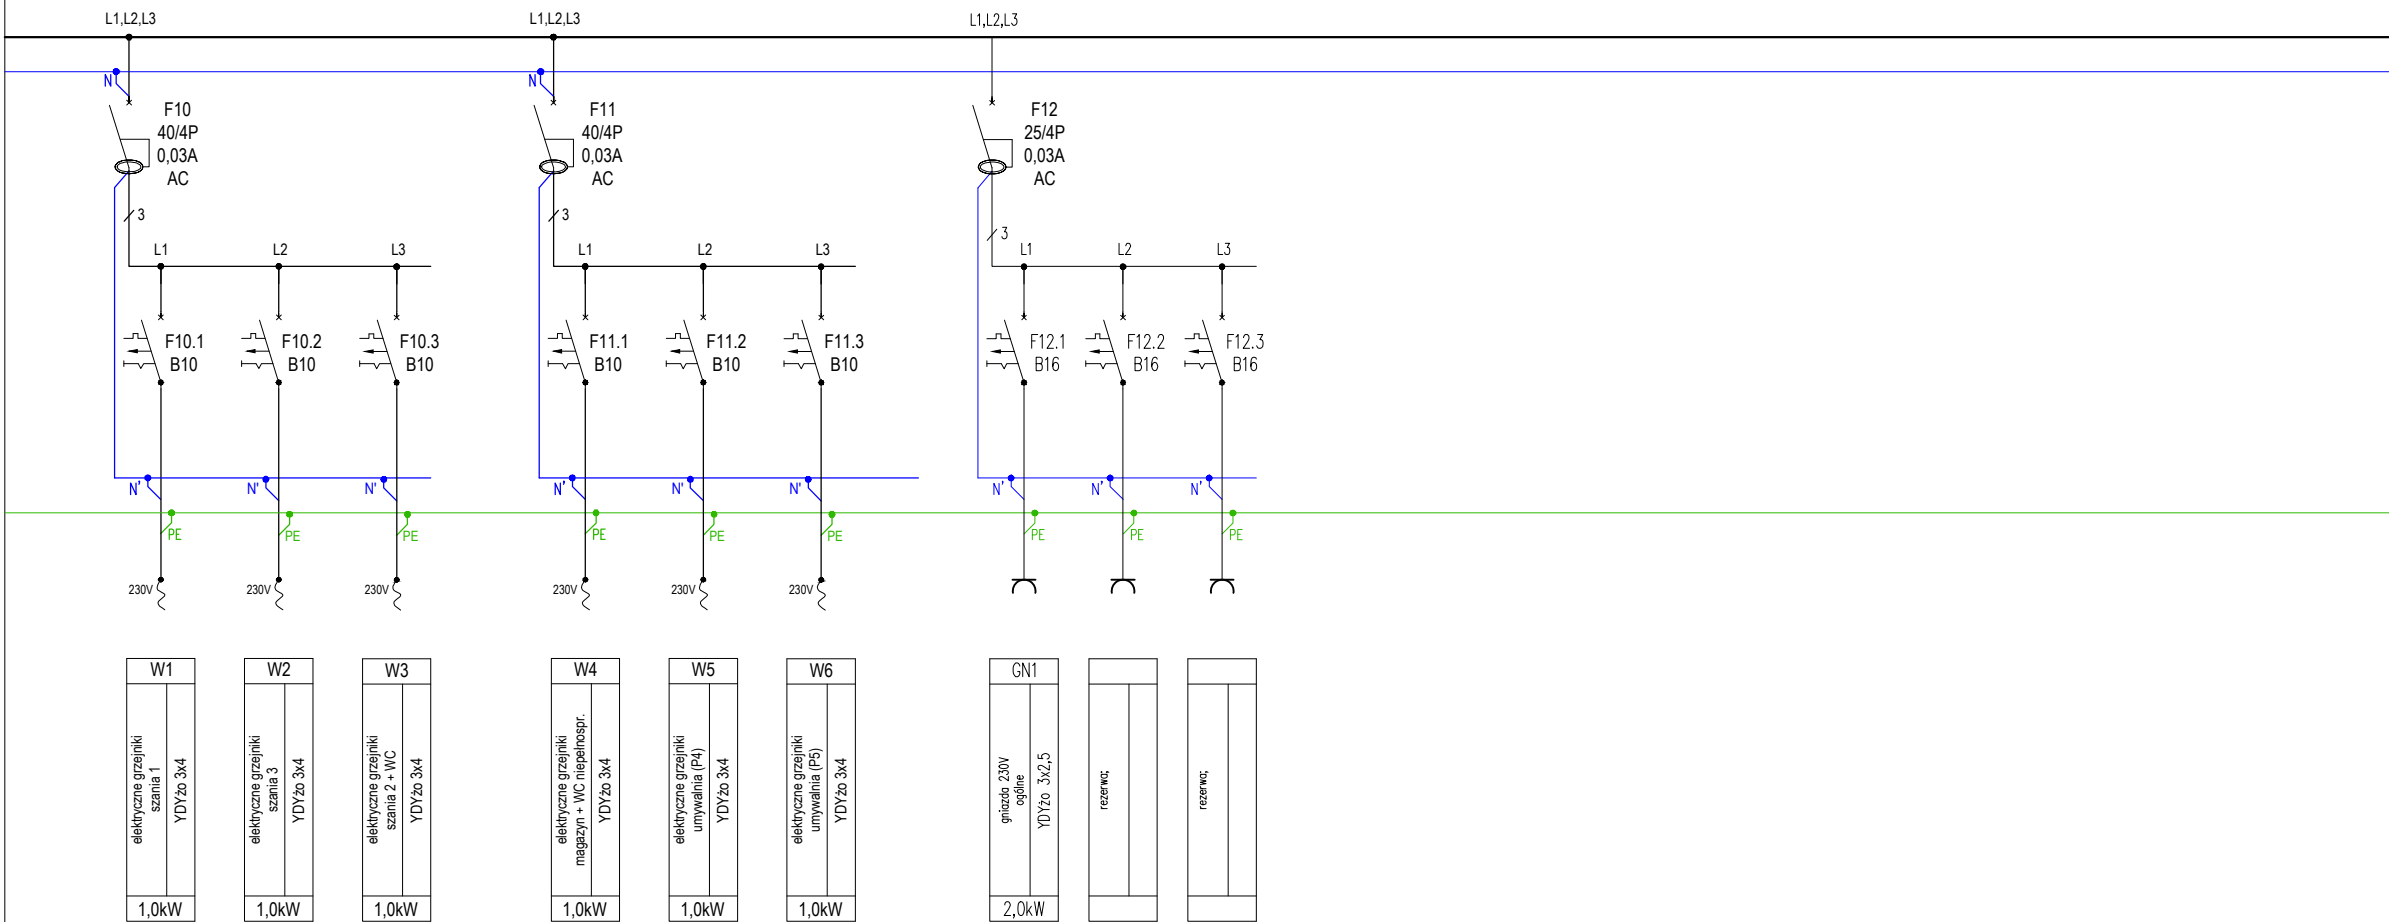 L1,L2,L3
L1,L2,L3
L1,L2,L3
N
N
F10
40/4P
0,03A
AC
F11
40/4P
0,03A
AC
F12
25/4P
0,03A
AC
3
3
3
L1
L2
L3
L1
L2
L3
L1
L2
L3
F10.1
B10
F10.2
B10
F10.3
B10
F11.1
B10
F11.2
B10
F11.3
B10
F12.1
B16
F12.2
B16
F12.3
B16
N'
N'
N'
N'
N'
N'
N'
N'
N'
PE
PE
PE
PE
PE
PE
PE
PE
PE
230V
230V
230V
230V
230V
230V
W1
elektryczne grzejniki
szania 1
YDYżo 3x4
1,0kW
W2
elektryczne grzejniki
szania 3
YDYżo 3x4
1,0kW
W3
elektryczne grzejniki
szania 2 + WC
YDYżo 3x4
1,0kW
W4
elektryczne grzejniki
magazyn + WC niepełnospr.
YDYżo 3x4
1,0kW
W5
elektryczne grzejniki
umywalnia (P4)
YDYżo 3x4
1,0kW
W6
elektryczne grzejniki
umywalnia (P5)
YDYżo 3x4
1,0kW
GN1
gniazda 230V
ogólne
YDYżo 3x2,5
2,0kW
rezerwa;
rezerwa;